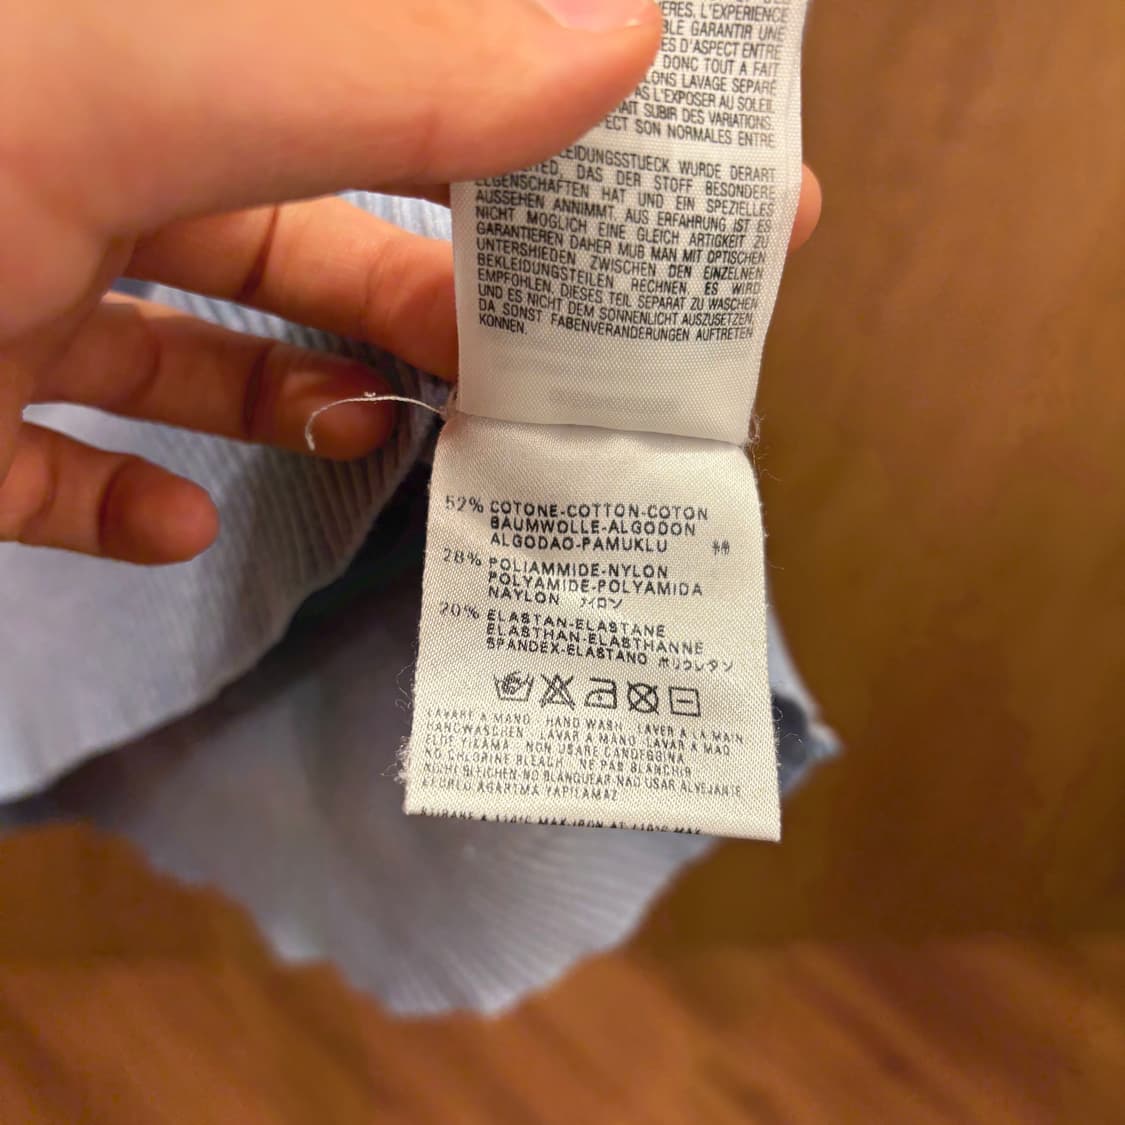 VERES, L'EXPERIENCE
GARANTIR UNE
ES D'ASPECT ENTRE
DONC TOUT A FAIT
LONS LAVAGE SEPARÉ
L'EXPOSER AU SOLEIL
AIT SUBIR DES VARIATIONS.
ECT SON NORMALES ENTRE
LEIDUNGSSTUECK WURDE DERART
TED, DAS DER STOFF BESONDERE
EIGENSCHAFTEN HAT UND EIN SPEZIELLES
AUSSEHEN ANNIMMT. AUS ERFAHRUNG IST ES
NICHT MOGLICH EINE GLEICH ARTIGKEIT ZU
GARANTIEREN DAHER MUB MAN MIT OPTISCHEN
UNTERSHIEDEN ZWISCHEN DEN EINZELNEN
BEKLEIDUNGSTEILEN RECHNEN. ES WIRD
EMPFOHLEN, DIESES TEIL SEPARAT ZU WASCHEN
UND ES NICHT DEM SONNENLICHT AUSZUSETZEN,
DA SONST FABENVERANDERUNGEN AUFTRETEN
KONNEN.
52% COTONE-COTTON-COTON
BAUMWOLLE-ALGODON
ALGODAO-PAMUKLU 綿
28% POLIAMMIDE-NYLON
POLYAMIDE-POLYAMIDA
NAYLON ナイロン
20% ELASTAN-ELASTANE
ELASTHAN-ELASTHANNE
SPANDEX-ELASTANO ポリウレタン
LAVARE A MANO HAND WASH LAVER A LA MAIN
HANDWASCHEN LAVAR A MANO LAVAR A MAO
ELDE YIKAMA NON USARE CANDEGGINA
NO CHLORINE BLEACH NE PAS BLANCHIR
NICHT BLEICHEN-NO BLANQUEAR-NAO USAR ALVEJANTE
AGARTMA YAPILAMAZ